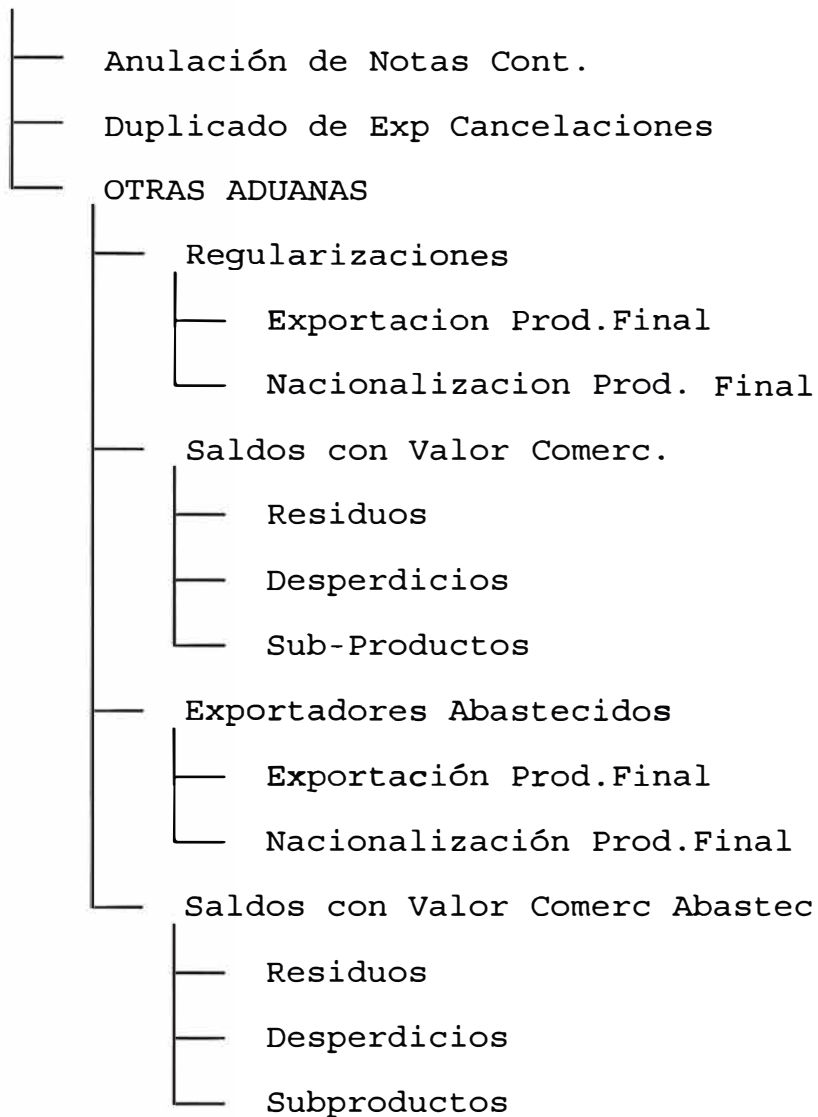 Anulación de Notas Cont.
Duplicado de Exp Cancelaciones
OTRAS ADUANAS
Regularizaciones
Exportacion Prod.Final
Nacionalizacion Prod. Final
Saldos con Valor Comerc.
Residuos
Desperdicios
Sub-Productos
Exportadores Abastecidos
Exportación Prod.Final
Nacionalización Prod.Final
Saldos con Valor Comerc Abastec
Residuos
Desperdicios
Subproductos